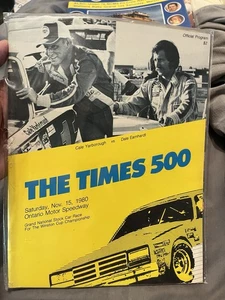 Official Program
$2
Cale Yarborough vs Dale Earnhardt
THE TIMES 500
Saturday, Nov. 15, 1980
Ontario Motor Speedway
Grand National Stock Car Race
For The Winston Cup Championship